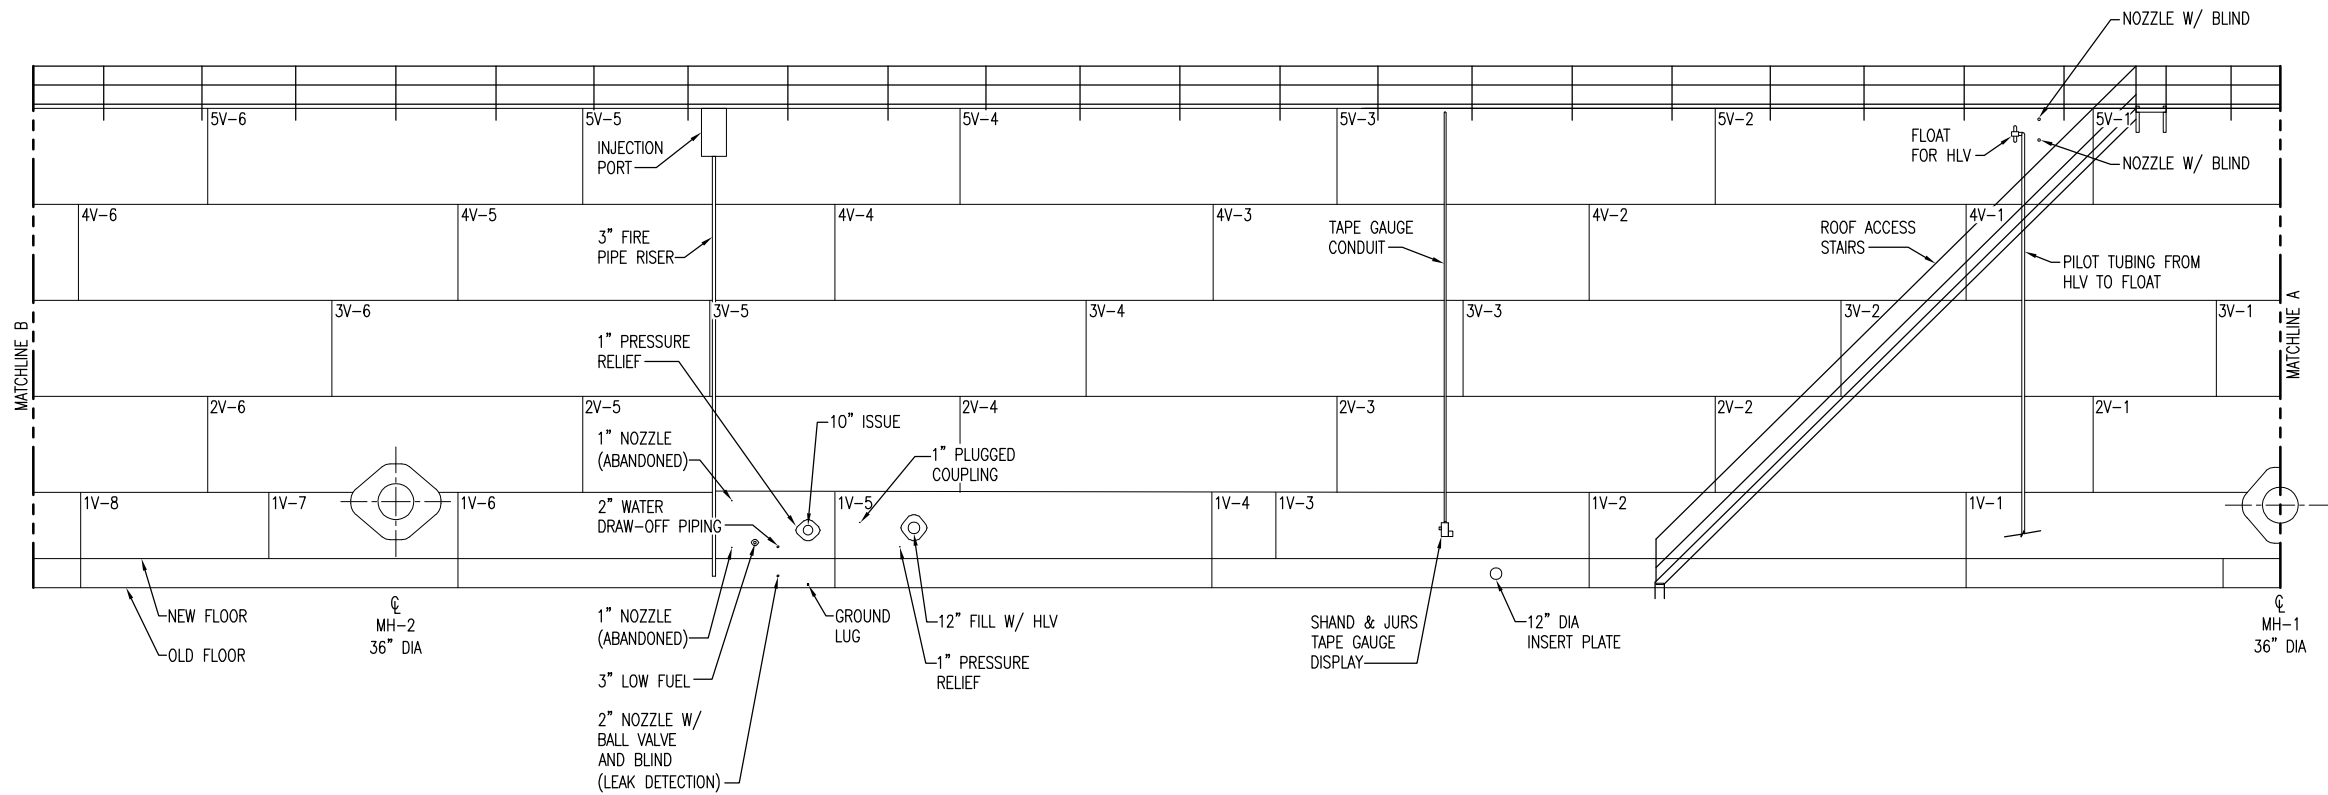 NOZZLE W/ BLIND
5V-6
5V-5
5V-4
5V-3
5V-2
5V-1
INJECTION
PORT
FLOAT
FOR HLV
NOZZLE W/ BLIND
4V-6
4V-5
4V-4
4V-3
4V-2
4V-1
3" FIRE
PIPE RISER
TAPE GAUGE
CONDUIT
ROOF ACCESS
STAIRS
PILOT TUBING FROM
HLV TO FLOAT
MATCHLINE B
MATCHLINE A
3V-6
3V-5
3V-4
3V-3
3V-2
3V-1
1" PRESSURE
RELIEF
2V-6
2V-5
2V-4
2V-3
2V-2
2V-1
10" ISSUE
1" NOZZLE
(ABANDONED)
1" PLUGGED
COUPLING
1V-8
1V-7
1V-6
1V-5
1V-4
1V-3
1V-2
1V-1
2" WATER
DRAW-OFF PIPING
NEW FLOOR
OLD FLOOR
℄
MH-2
36" DIA
1" NOZZLE
(ABANDONED)
GROUND
LUG
12" FILL W/ HLV
1" PRESSURE
RELIEF
SHAND & JURS
TAPE GAUGE
DISPLAY
12" DIA
INSERT PLATE
℄
MH-1
36" DIA
3" LOW FUEL
2" NOZZLE W/
BALL VALVE
AND BLIND
(LEAK DETECTION)